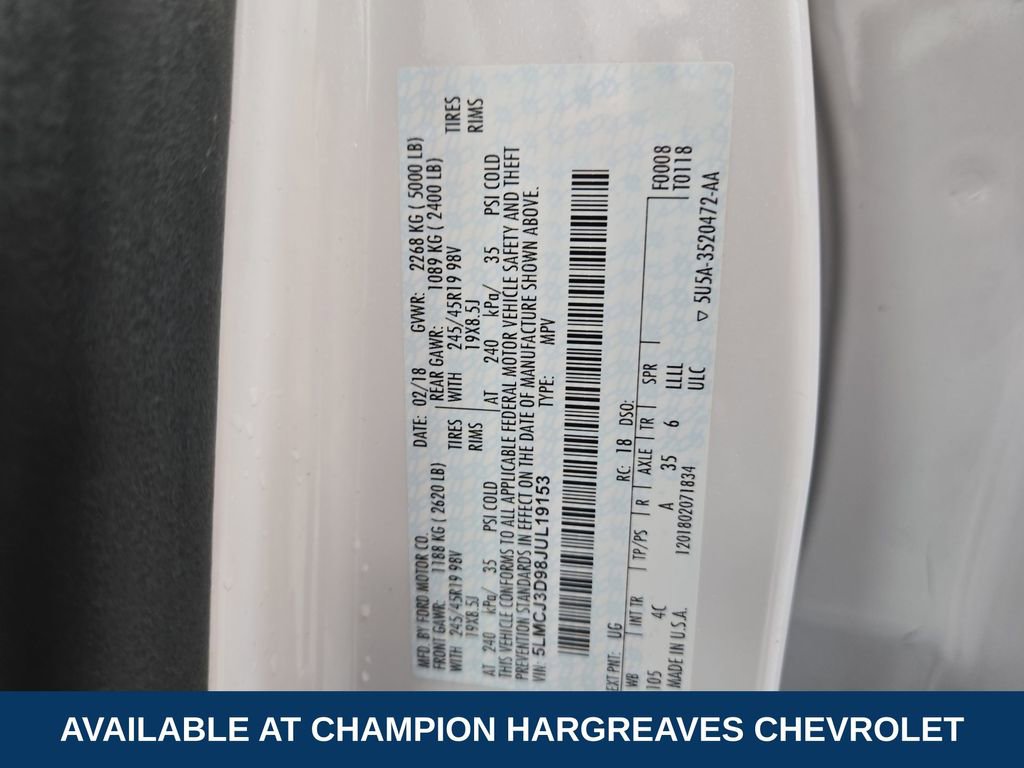 MFD. BY FORD MOTOR CO. DATE: 02/18 GVWR: 2268 KG ( 5000 LB)
FRONT GAWR: 1188 KG ( 2620 LB) REAR GAWR: 1089 KG ( 2400 LB)
WITH 245/45R19 98V TIRES WITH 245/45R19 98V TIRES
19X8.5J RIMS 19X8.5J RIMS
AT 240 kPa/ 35 PSI COLD AT 240 kPa/ 35 PSI COLD
THIS VEHICLE CONFORMS TO ALL APPLICABLE FEDERAL MOTOR VEHICLE SAFETY AND THEFT
PREVENTION STANDARDS IN EFFECT ON THE DATE OF MANUFACTURE SHOWN ABOVE.
VIN: 5LMCJ3D98JUL19153 TYPE: MPV
EXT PNT: UG RC: 18 DSO: F0008
WB INT TR TP/PS R AXLE TR SPR T0118
105 4C A 35 6 LLLL
MADE IN U.S.A. 1201802071834 ULC ▽ 5U5A-3520472-AA
AVAILABLE AT CHAMPION HARGREAVES CHEVROLET